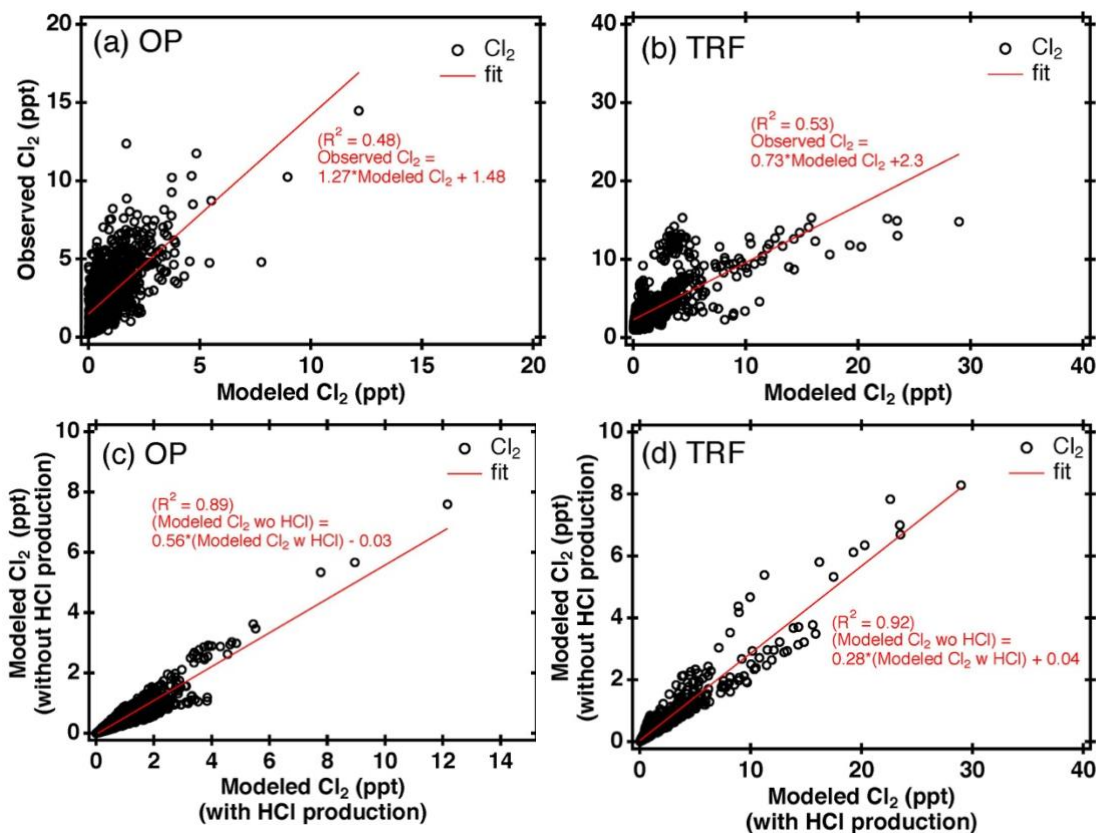 (a) OP
Cl₂
fit
(R² = 0.48)
Observed Cl₂ =
1.27*Modeled Cl₂ + 1.48
Observed Cl₂ (ppt)
20
15
10
5
0
0 5 10 15 20
Modeled Cl₂ (ppt)
(b) TRF
Cl₂
fit
(R² = 0.53)
Observed Cl₂ =
0.73*Modeled Cl₂ +2.3
40
30
20
10
0
0 10 20 30 40
Modeled Cl₂ (ppt)
(c) OP
Cl₂
fit
(R² = 0.89)
(Modeled Cl₂ wo HCl) =
0.56*(Modeled Cl₂ w HCl) - 0.03
Modeled Cl₂ (ppt)
(without HCl production)
10
8
6
4
2
0
0 2 4 6 8 10 12 14
Modeled Cl₂ (ppt)
(with HCl production)
(d) TRF
Cl₂
fit
(R² = 0.92)
(Modeled Cl₂ wo HCl) =
0.28*(Modeled Cl₂ w HCl) + 0.04
Modeled Cl₂ (ppt)
(without HCl production)
10
8
6
4
2
0
0 10 20 30 40
Modeled Cl₂ (ppt)
(with HCl production)